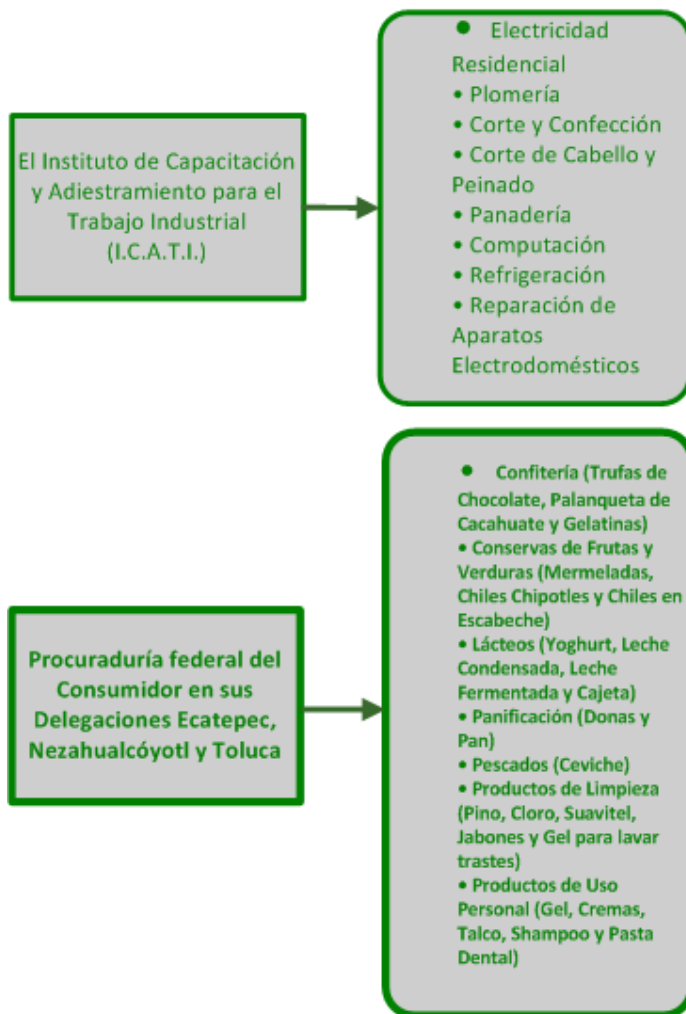 El Instituto de Capacitación
y Adiestramiento para el
Trabajo Industrial
(I.C.A.T.I.)
• Electricidad
Residencial
• Plomería
• Corte y Confección
• Corte de Cabello y
Peinado
• Panadería
• Computación
• Refrigeración
• Reparación de
Aparatos
Electrodomésticos
Procuraduría federal del
Consumidor en sus
Delegaciones Ecatepec,
Nezahualcóyotl y Toluca
• Confitería (Trufas de
Chocolate, Palanqueta de
Cacahuate y Gelatinas)
• Conservas de Frutas y
Verduras (Mermeladas,
Chiles Chipotles y Chiles en
Escabeche)
• Lácteos (Yoghurt, Leche
Condensada, Leche
Fermentada y Cajeta)
• Panificación (Donas y
Pan)
• Pescados (Ceviche)
• Productos de Limpieza
(Pino, Cloro, Suavitel,
Jabones y Gel para lavar
trastes)
• Productos de Uso
Personal (Gel, Cremas,
Talco, Shampoo y Pasta
Dental)